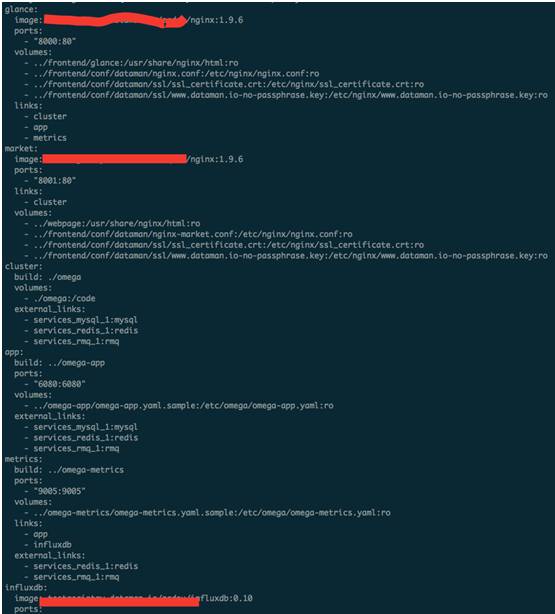 glance:
image: /nginx:1.9.6
ports:
- "8000:80"
volumes:
- ../frontend/glance:/usr/share/nginx/html:ro
- ../frontend/conf/dataman/nginx.conf:/etc/nginx/nginx.conf:ro
- ../frontend/conf/dataman/ssl/ssl_certificate.crt:/etc/nginx/ssl_certificate.crt:ro
- ../frontend/conf/dataman/ssl/www.dataman.io-no-passphrase.key:/etc/nginx/www.dataman.io-no-passphrase.key:ro
links:
- cluster
- app
- metrics
market:
image: /nginx:1.9.6
ports:
- "8001:80"
links:
- cluster
volumes:
- ../webpage:/usr/share/nginx/html:ro
- ../frontend/conf/dataman/nginx-market.conf:/etc/nginx/nginx.conf:ro
- ../frontend/conf/dataman/ssl/ssl_certificate.crt:/etc/nginx/ssl_certificate.crt:ro
- ../frontend/conf/dataman/ssl/www.dataman.io-no-passphrase.key:/etc/nginx/www.dataman.io-no-passphrase.key:ro
cluster:
build: ./omega
volumes:
- ./omega:/code
external_links:
- services_mysql_1:mysql
- services_redis_1:redis
- services_rmq_1:rmq
app:
build: ../omega-app
ports:
- "6080:6080"
volumes:
- ../omega-app/omega-app.yaml.sample:/etc/omega/omega-app.yaml:ro
external_links:
- services_mysql_1:mysql
- services_redis_1:redis
- services_rmq_1:rmq
metrics:
build: ../omega-metrics
ports:
- "9005:9005"
volumes:
- ../omega-metrics/omega-metrics.yaml.sample:/etc/omega/omega-metrics.yaml:ro
links:
- app
- influxdb
external_links:
- services_redis_1:redis
- services_rmq_1:rmq
influxdb:
image: influxdb:0.10
ports: